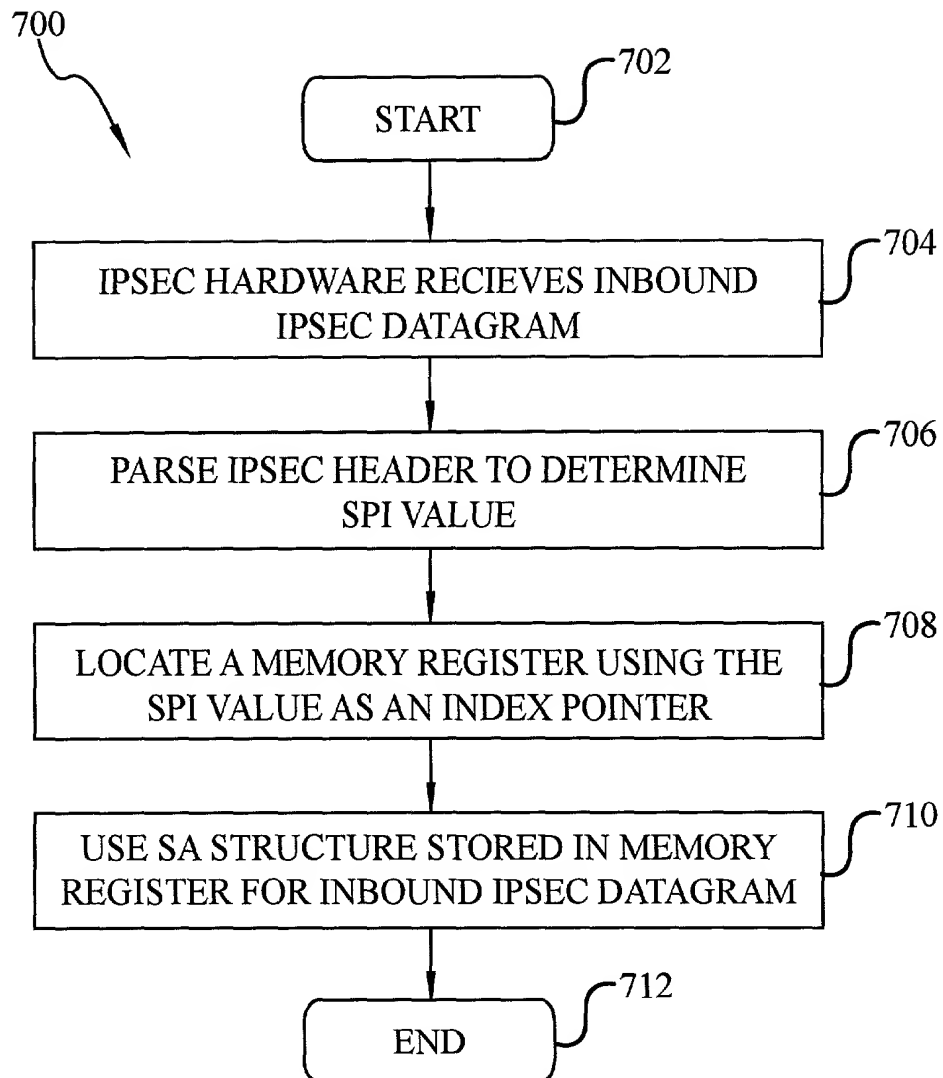 700
702
START
704
IPSEC HARDWARE RECIEVES INBOUND
IPSEC DATAGRAM
706
PARSE IPSEC HEADER TO DETERMINE
SPI VALUE
708
LOCATE A MEMORY REGISTER USING THE
SPI VALUE AS AN INDEX POINTER
710
USE SA STRUCTURE STORED IN MEMORY
REGISTER FOR INBOUND IPSEC DATAGRAM
712
END